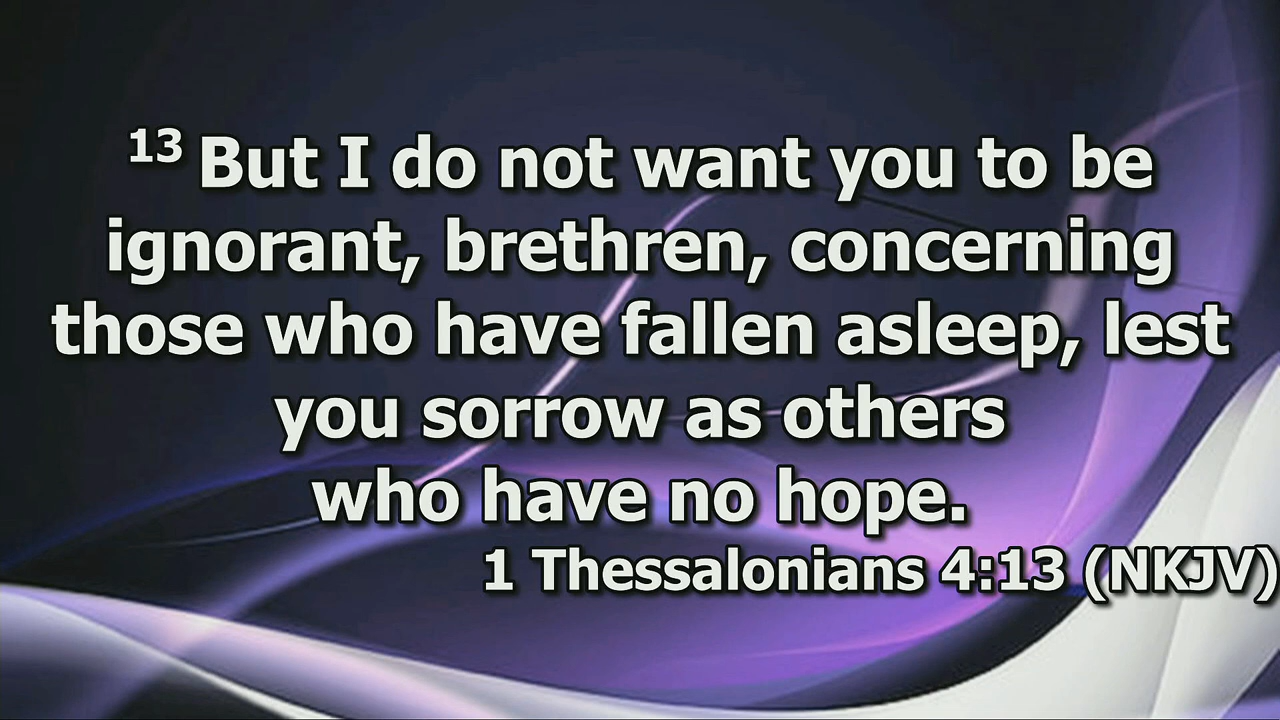 13 But I do not want you to be
ignorant, brethren, concerning
those who have fallen asleep, lest
you sorrow as others
who have no hope.
1 Thessalonians 4:13 (NKJV)